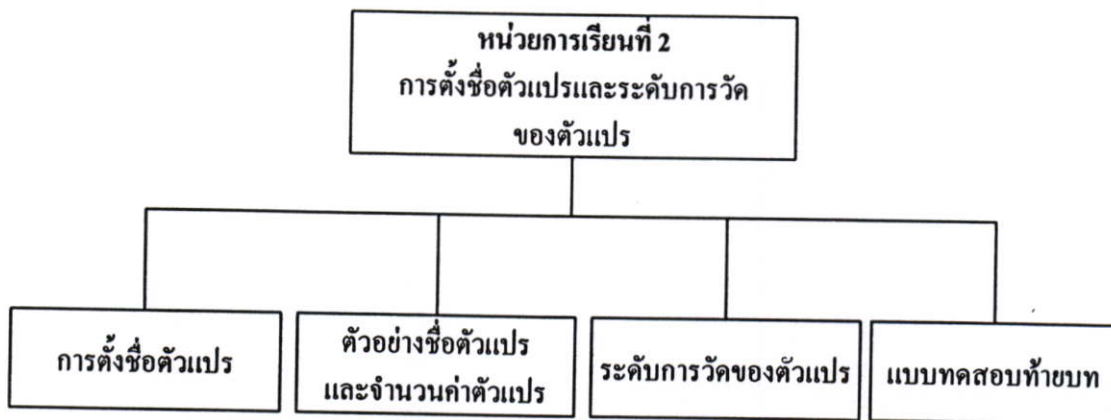 หน่วยการเรียนที่ 2
การตั้งชื่อตัวแปรและระดับการวัด
ของตัวแปร
การตั้งชื่อตัวแปร
ตัวอย่างชื่อตัวแปร
และจำนวนค่าตัวแปร
ระดับการวัดของตัวแปร
แบบทดสอบท้ายบท